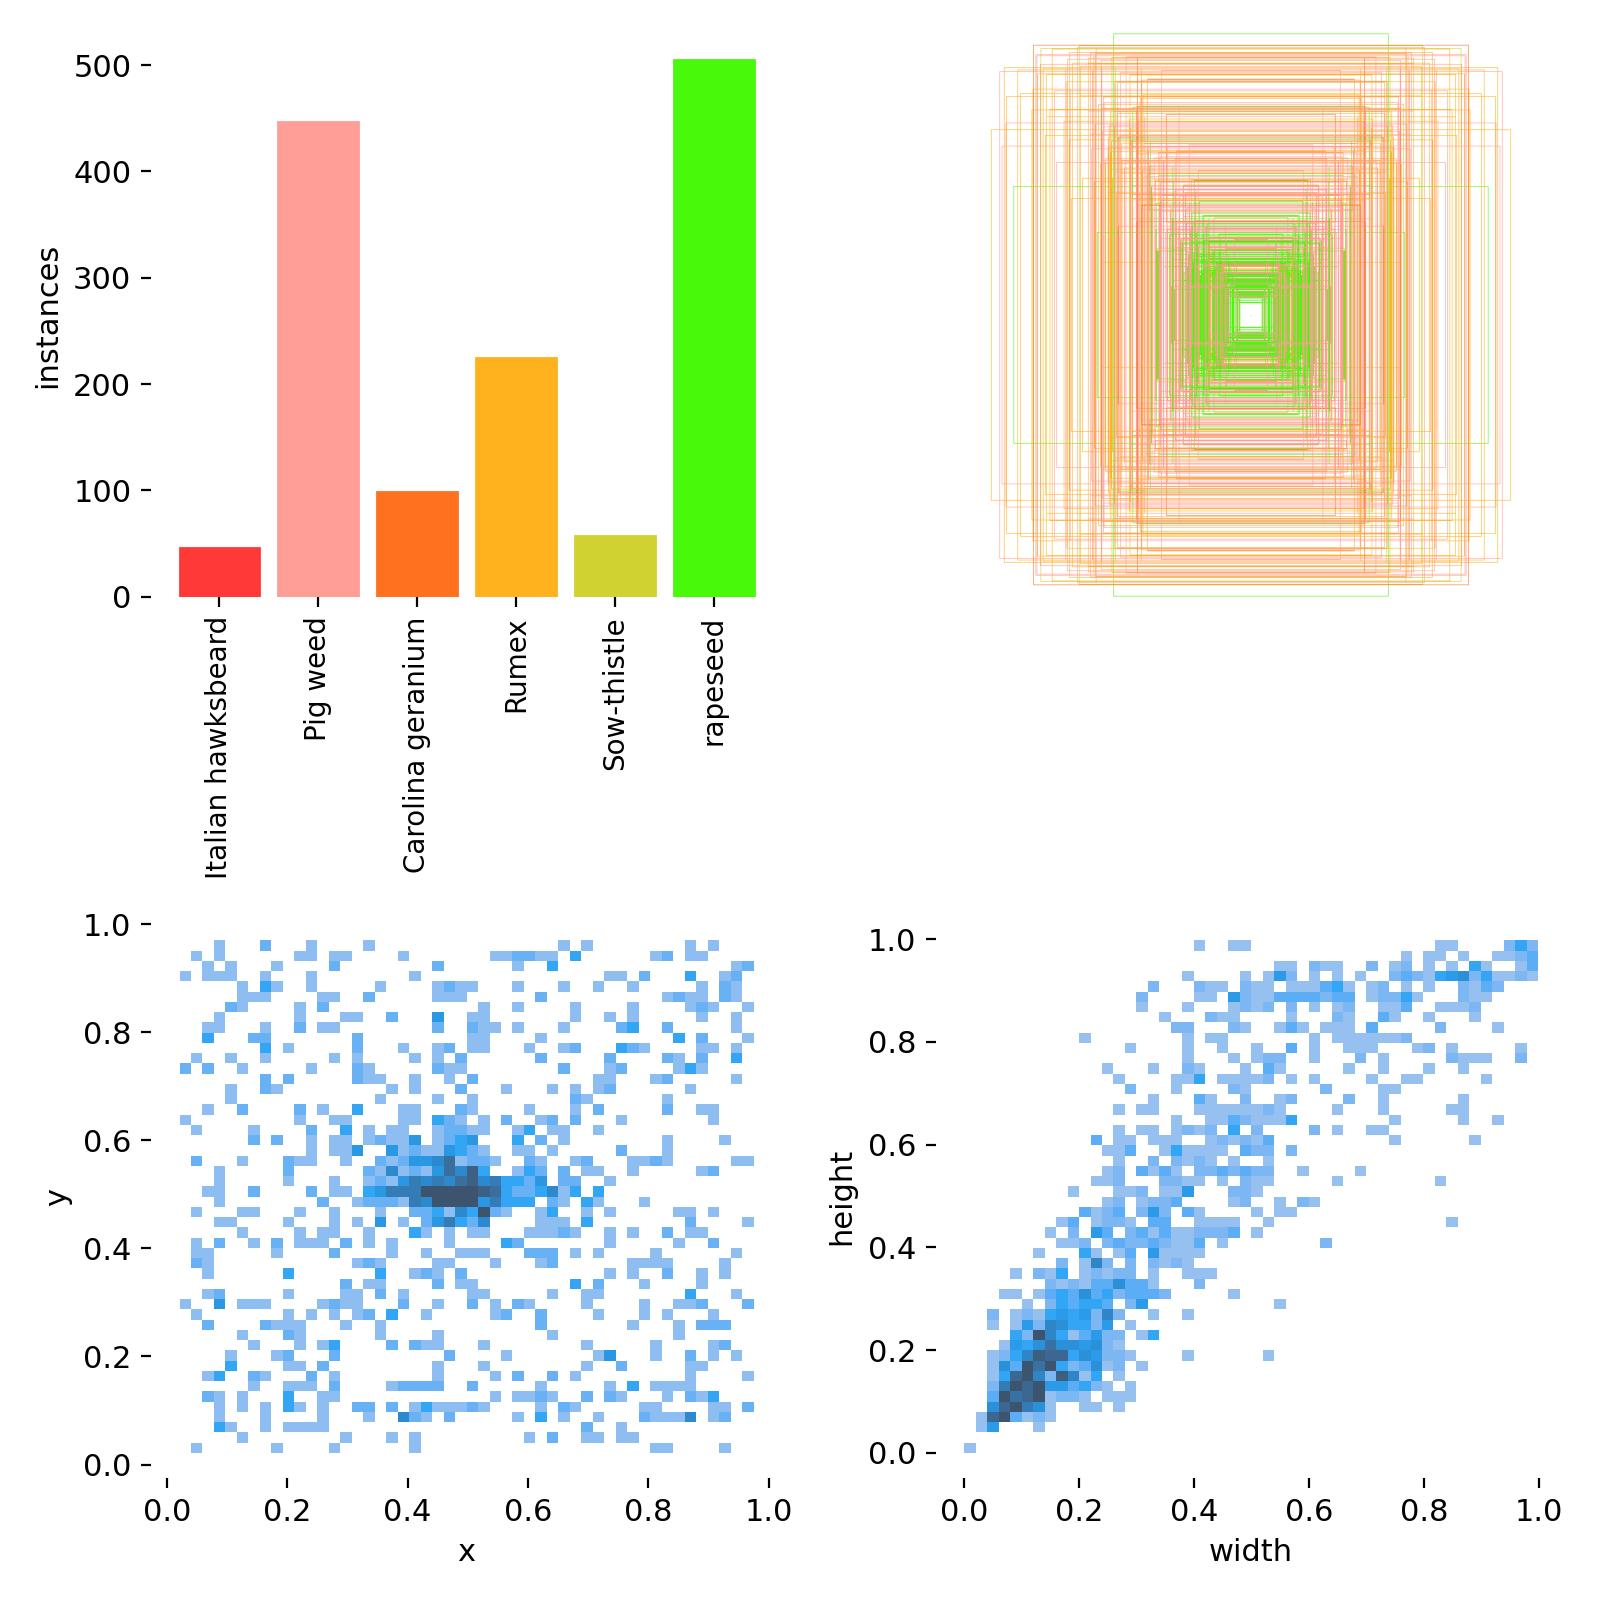 instances
500
400
300
200
100
0
Italian hawksbeard
Pig weed
Carolina geranium
Rumex
Sow-thistle
rapeseed
y
1.0
0.8
0.6
0.4
0.2
0.0
0.0 0.2 0.4 0.6 0.8 1.0
x
height
1.0
0.8
0.6
0.4
0.2
0.0
0.0 0.2 0.4 0.6 0.8 1.0
width